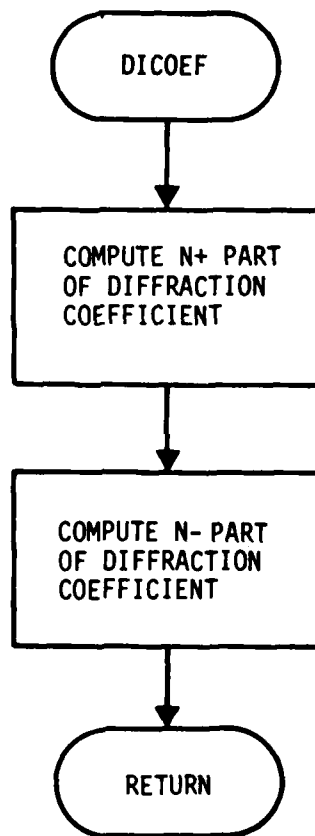 DICOEF
COMPUTE N+ PART
OF DIFFRACTION
COEFFICIENT
COMPUTE N- PART
OF DIFFRACTION
COEFFICIENT
RETURN